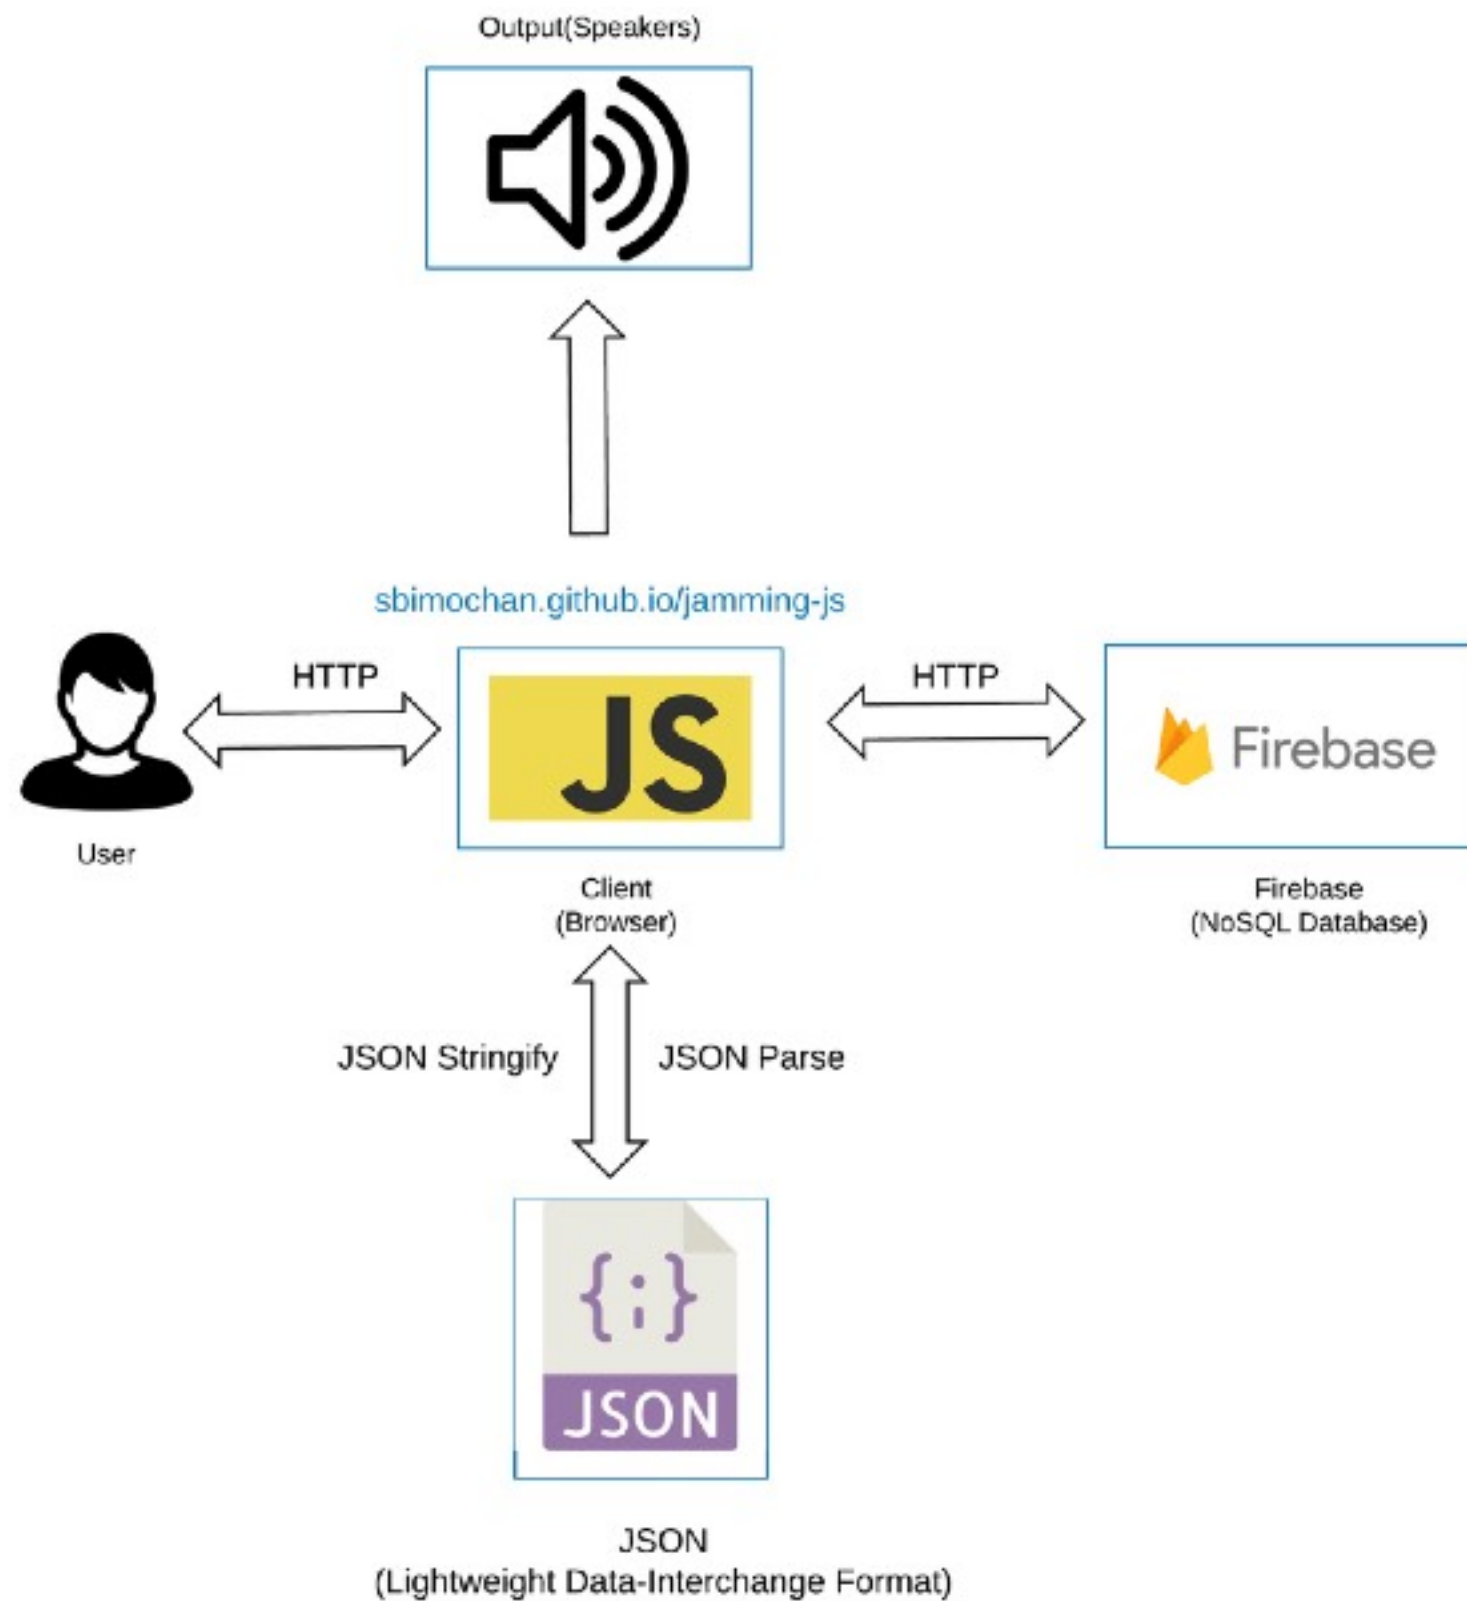 Output(Speakers)
sbimochan.github.io/jamming-js
HTTP
HTTP
JS
Firebase
User
Client
(Browser)
Firebase
(NoSQL Database)
JSON Stringify
JSON Parse
{;}
JSON
JSON
(Lightweight Data-Interchange Format)